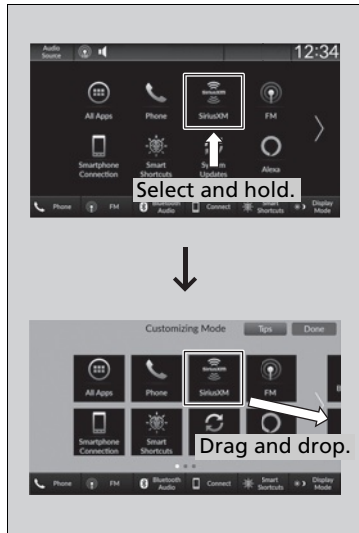 Audio
Source
12:34
All Apps
Phone
SiriusXM
FM
Smartphone
Connection
Smart
Shortcuts
System
Updates
Alexa
Select and hold.
Phone
FM
Bluetooth
Audio
Connect
Smart
Shortcuts
Display
Mode
Customizing Mode
Tips
Done
All Apps
Phone
SiriusXM
FM
Smartphone
Connection
Smart
Shortcuts
Drag and drop.
Phone
FM
Bluetooth
Audio
Connect
Smart
Shortcuts
Display
Mode